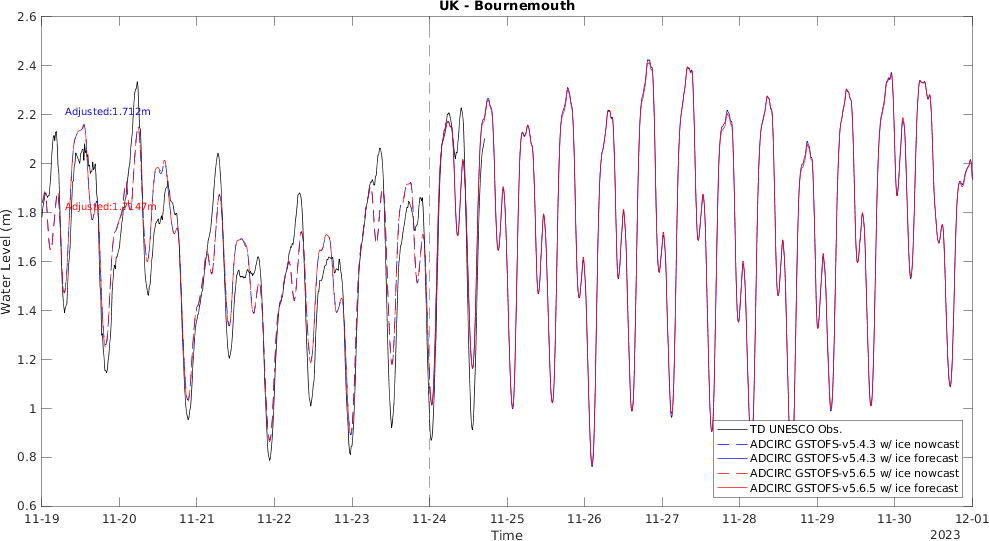 UK - Bournemouth
2.6
2.4
2.2
2
1.8
1.6
1.4
1.2
1
0.8
0.6
Water Level (m)
Adjusted:1.712m
TD UNESCO Obs.
ADCIRC GSTOFS-v5.4.3 w/ ice nowcast
ADCIRC GSTOFS-v5.4.3 w/ ice forecast
ADCIRC GSTOFS-v5.6.5 w/ ice nowcast
ADCIRC GSTOFS-v5.6.5 w/ ice forecast
11-19 11-20 11-21 11-22 11-23 11-24 11-25 11-26 11-27 11-28 11-29 11-30 12-01
Time
2023